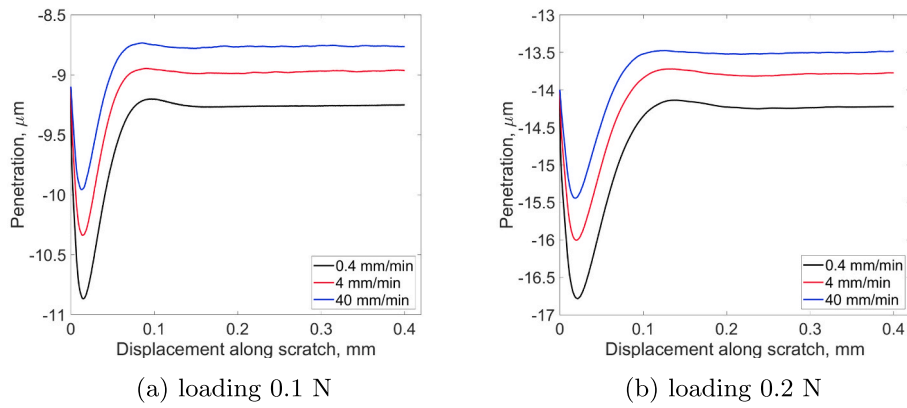 -8.5
-9
-9.5
-10
-10.5
-11
Penetration, μm
0 0.1 0.2 0.3 0.4
Displacement along scratch, mm
0.4 mm/min
4 mm/min
40 mm/min
(a) loading 0.1 N
-13
-13.5
-14
-14.5
-15
-15.5
-16
-16.5
-17
Penetration, μm
0 0.1 0.2 0.3 0.4
Displacement along scratch, mm
0.4 mm/min
4 mm/min
40 mm/min
(b) loading 0.2 N